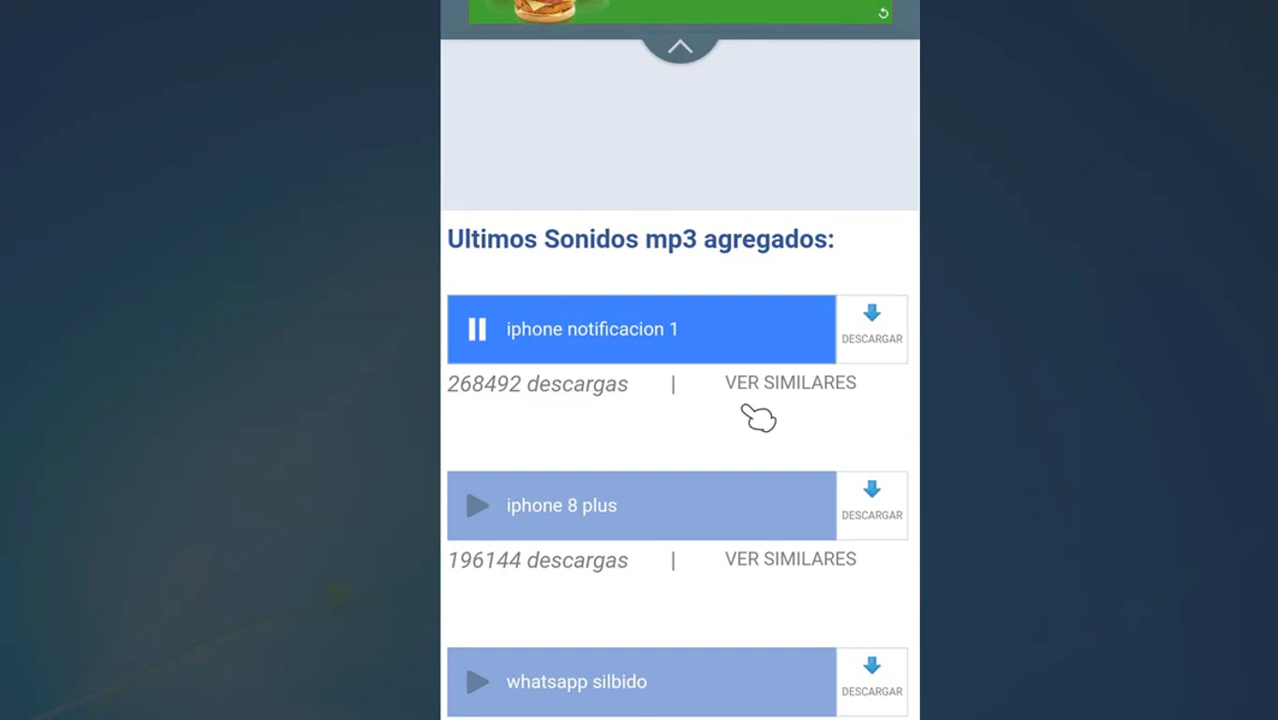 Ultimos Sonidos mp3 agregados:
iphone notificacion 1
DESCARGAR
268492 descargas | VER SIMILARES
iphone 8 plus
DESCARGAR
196144 descargas | VER SIMILARES
whatsapp silbido
DESCARGAR